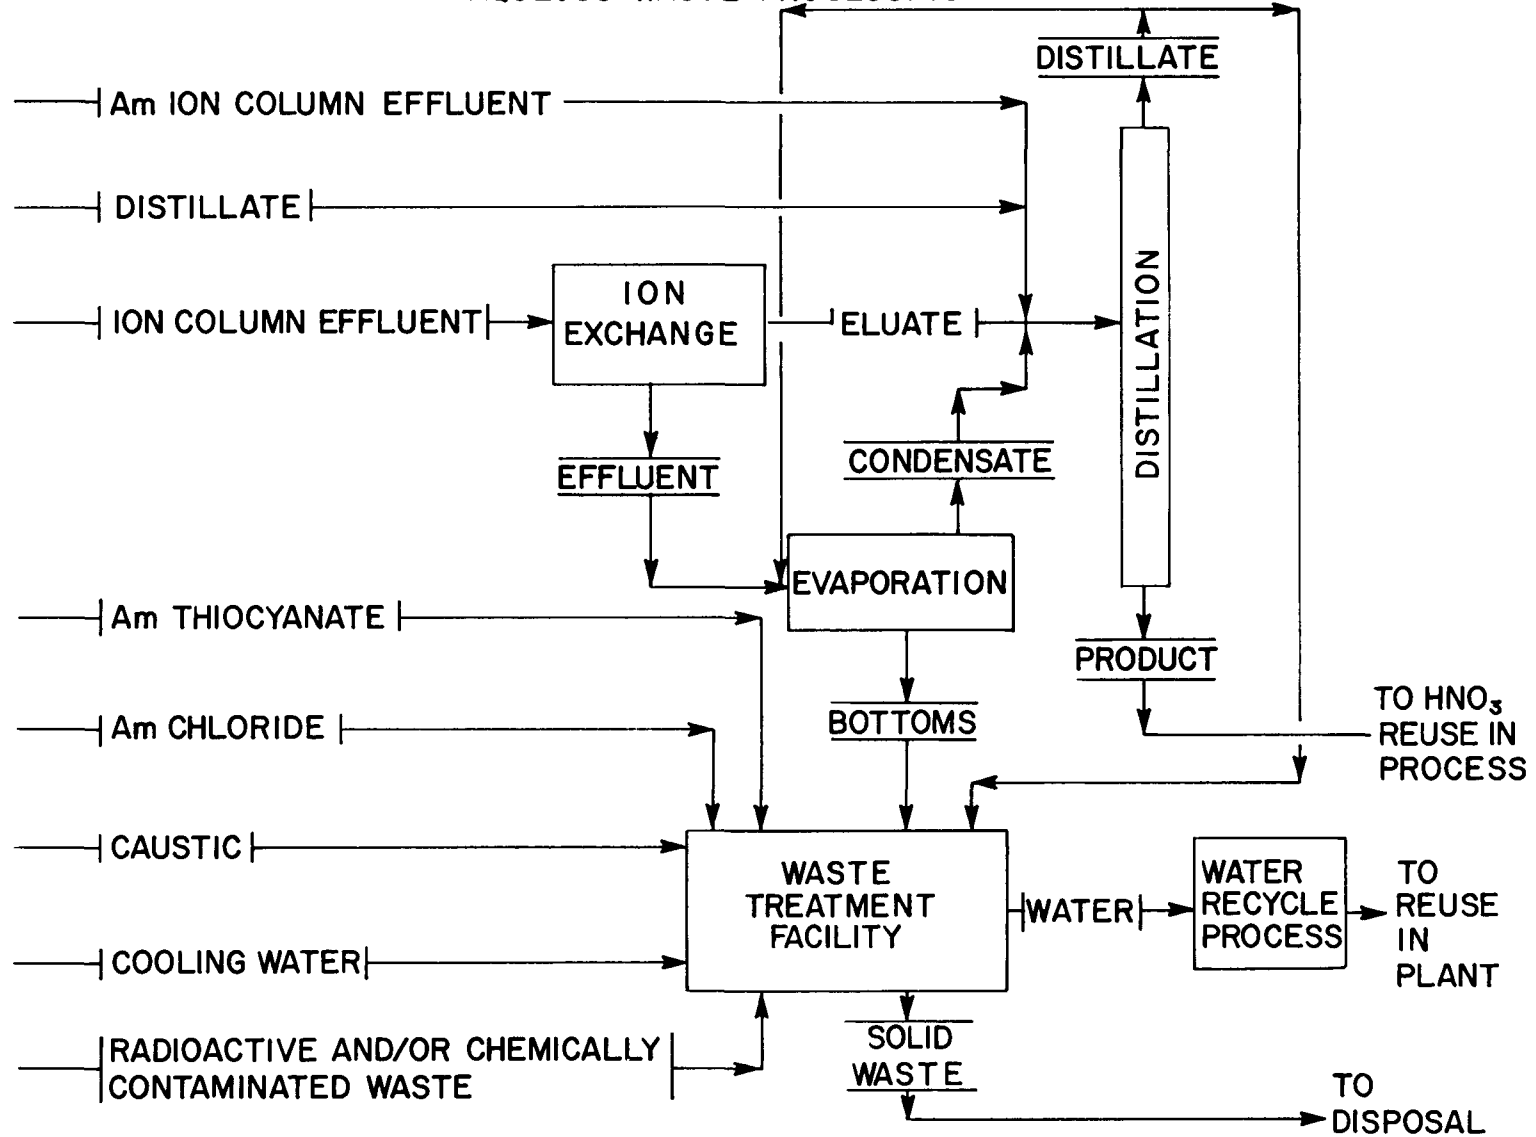 DISTILLATE
Am ION COLUMN EFFLUENT
DISTILLATE
ION COLUMN EFFLUENT
ION
EXCHANGE
ELUATE
DISTILLATION
EFFLUENT
CONDENSATE
EVAPORATION
Am THIOCYANATE
PRODUCT
Am CHLORIDE
BOTTOMS
TO HNO₃
REUSE IN
PROCESS
CAUSTIC
WASTE
TREATMENT
FACILITY
WATER
WATER
RECYCLE
PROCESS
TO
REUSE
IN
PLANT
COOLING WATER
RADIOACTIVE AND/OR CHEMICALLY
CONTAMINATED WASTE
SOLID
WASTE
TO
DISPOSAL